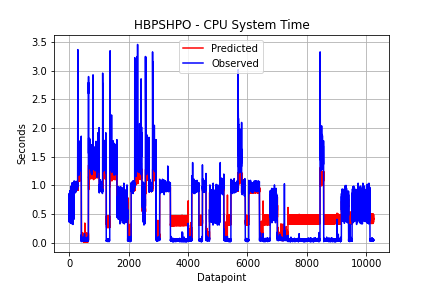 HBPSHPO - CPU System Time
Predicted
Observed
3.5
3.0
2.5
2.0
1.5
1.0
0.5
0.0
Seconds
0 2000 4000 6000 8000 10000
Datapoint